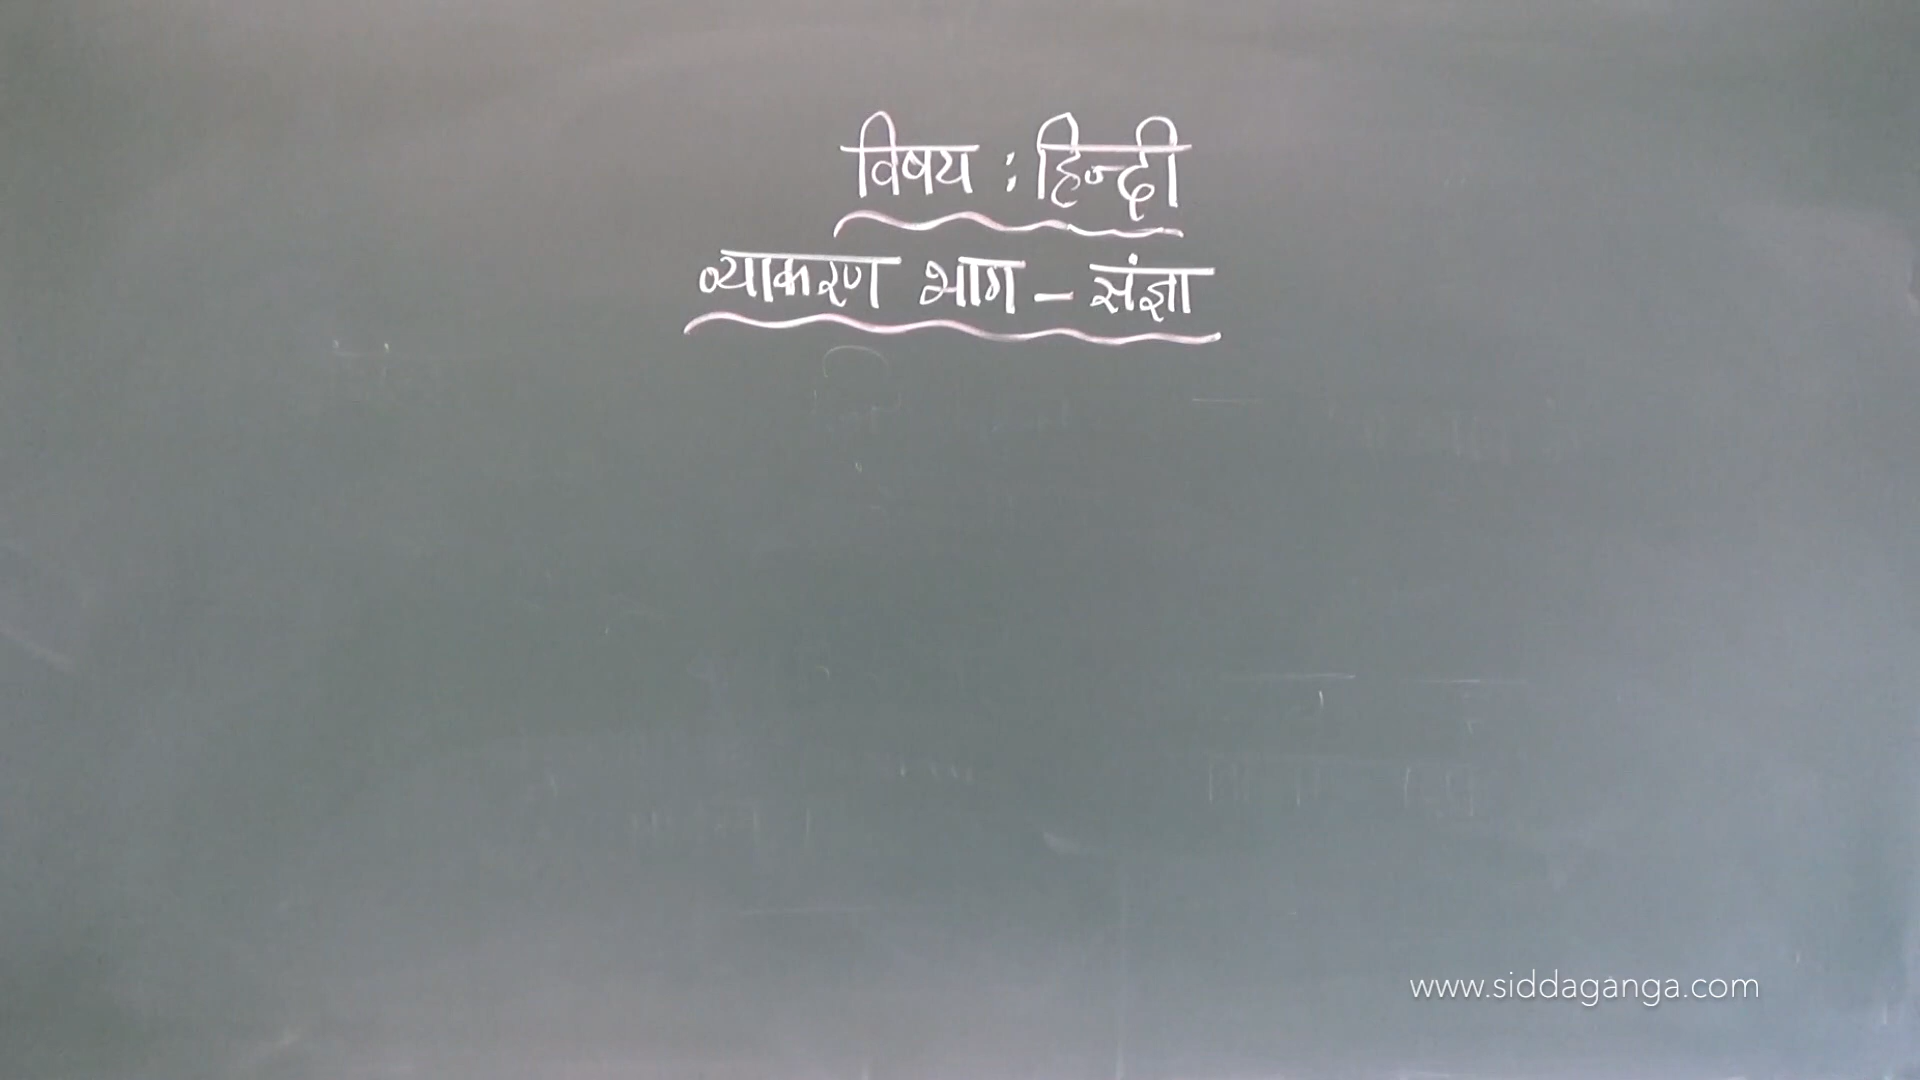 विषय : हिन्दी
व्याकरण भाग – संज्ञा
www.siddaganga.com